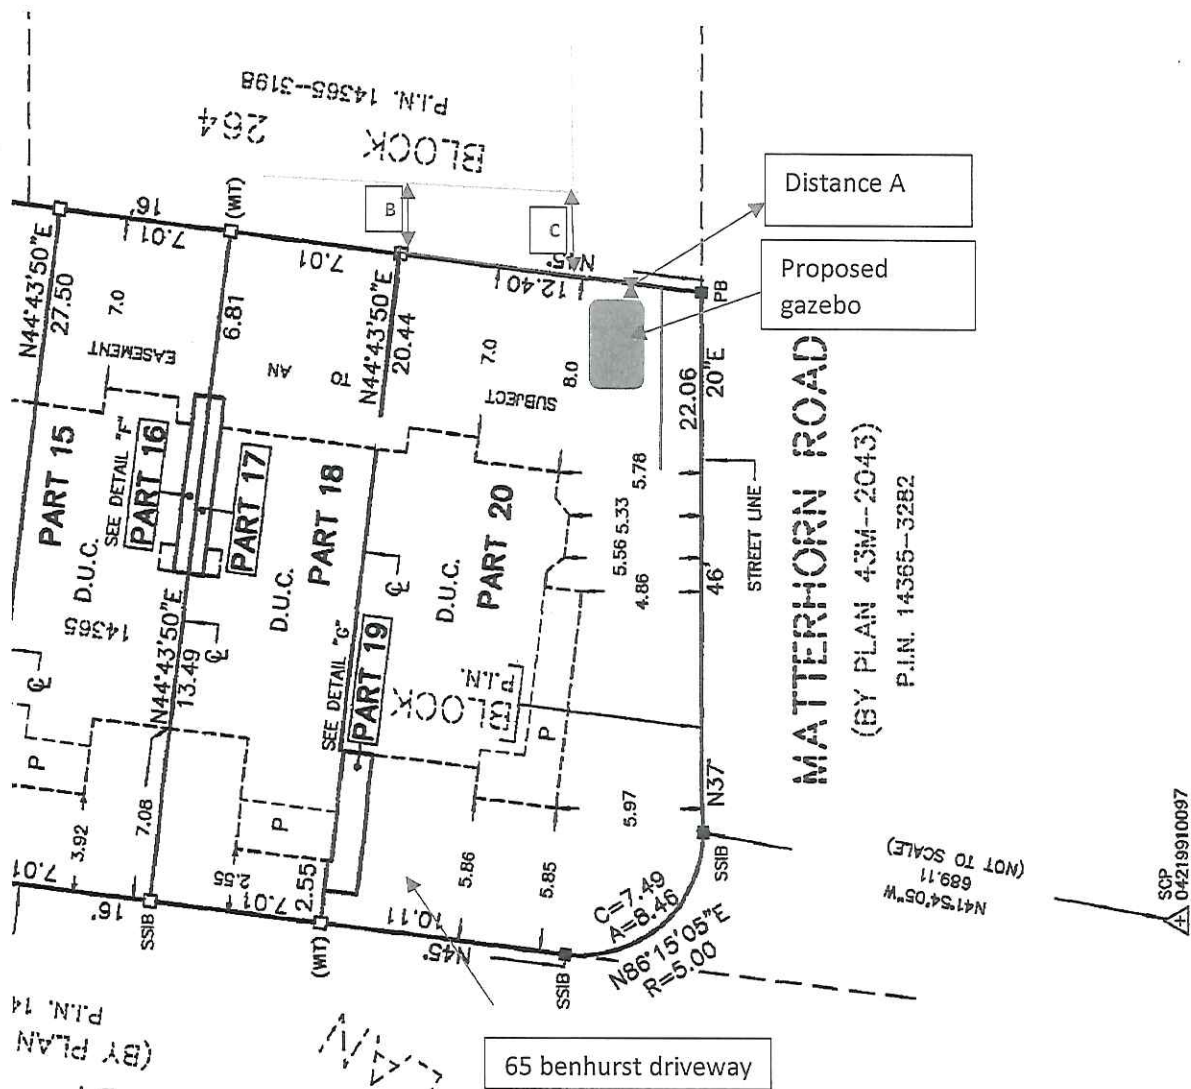 P.I.N. 14365-3198
BLOCK 264
Distance A
Proposed
gazebo
B
C
16'
7.01
(WIT)
7.01
12.40
N45'
PB
N44°43'50"E
27.50
7.0
EASEMENT
6.81
AN
TO
N44°43'50"E
20.44
7.0
SUBJECT
8.0
22.06
20"E
PART 15
D.U.C.
14365
SEE DETAIL "F"
PART 16
PART 17
PART 18
D.U.C.
PART 20
D.U.C.
5.78
5.33
5.56
4.86
46'
STREET LINE
MATTERHORN ROAD
(BY PLAN 43M-2043)
P.I.N. 14365-3282
N44°43'50"E
13.49
SEE DETAIL "G"
PART 19
BLOCK
P.I.N.
P
P
P
3.92
7.08
7.01
16'
SSIB
2.55
7.01
2.55
(WIT)
10.11
N45'
5.86
5.85
5.97
N37°
SSIB
C=7.49
A=8.46
N86°15'05"E
R=5.00
SSIB
N41°54'05"W
689.11
(NOT TO SCALE)
SCP
04219910097
P.I.N. 14
(BY PLAN
65 benhurst driveway